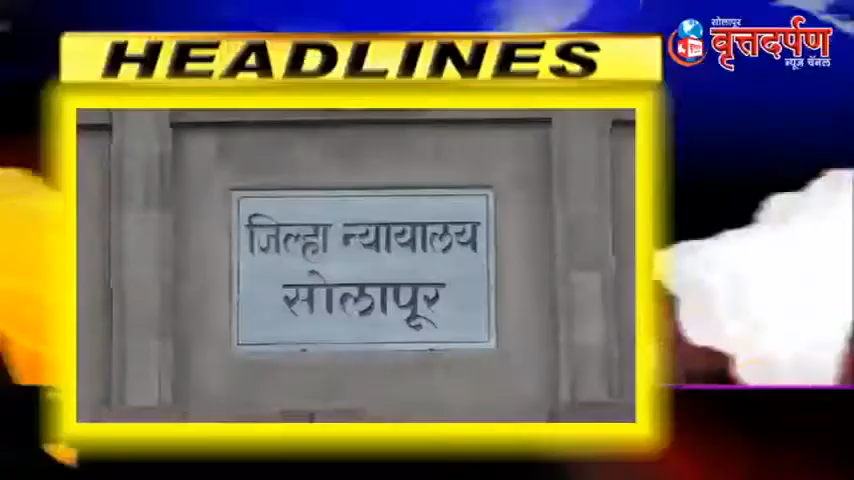 HEADLINES
सोलापूर
वृत्तदर्पण
न्यूज चॅनल
जिल्हा न्यायालय
सोलापूर